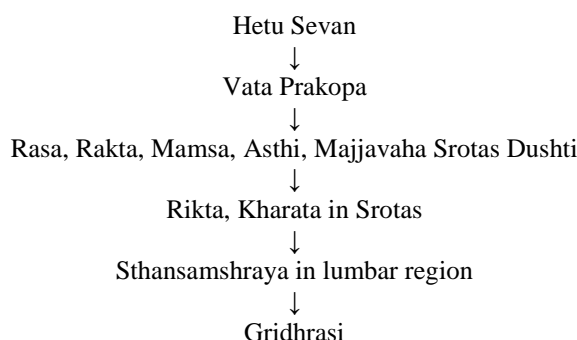 Hetu Sevan
↓
Vata Prakopa
↓
Rasa, Rakta, Mamsa, Asthi, Majjavaha Srotas Dushti
↓
Rikta, Kharata in Srotas
↓
Sthansamshraya in lumbar region
↓
Gridhrasi